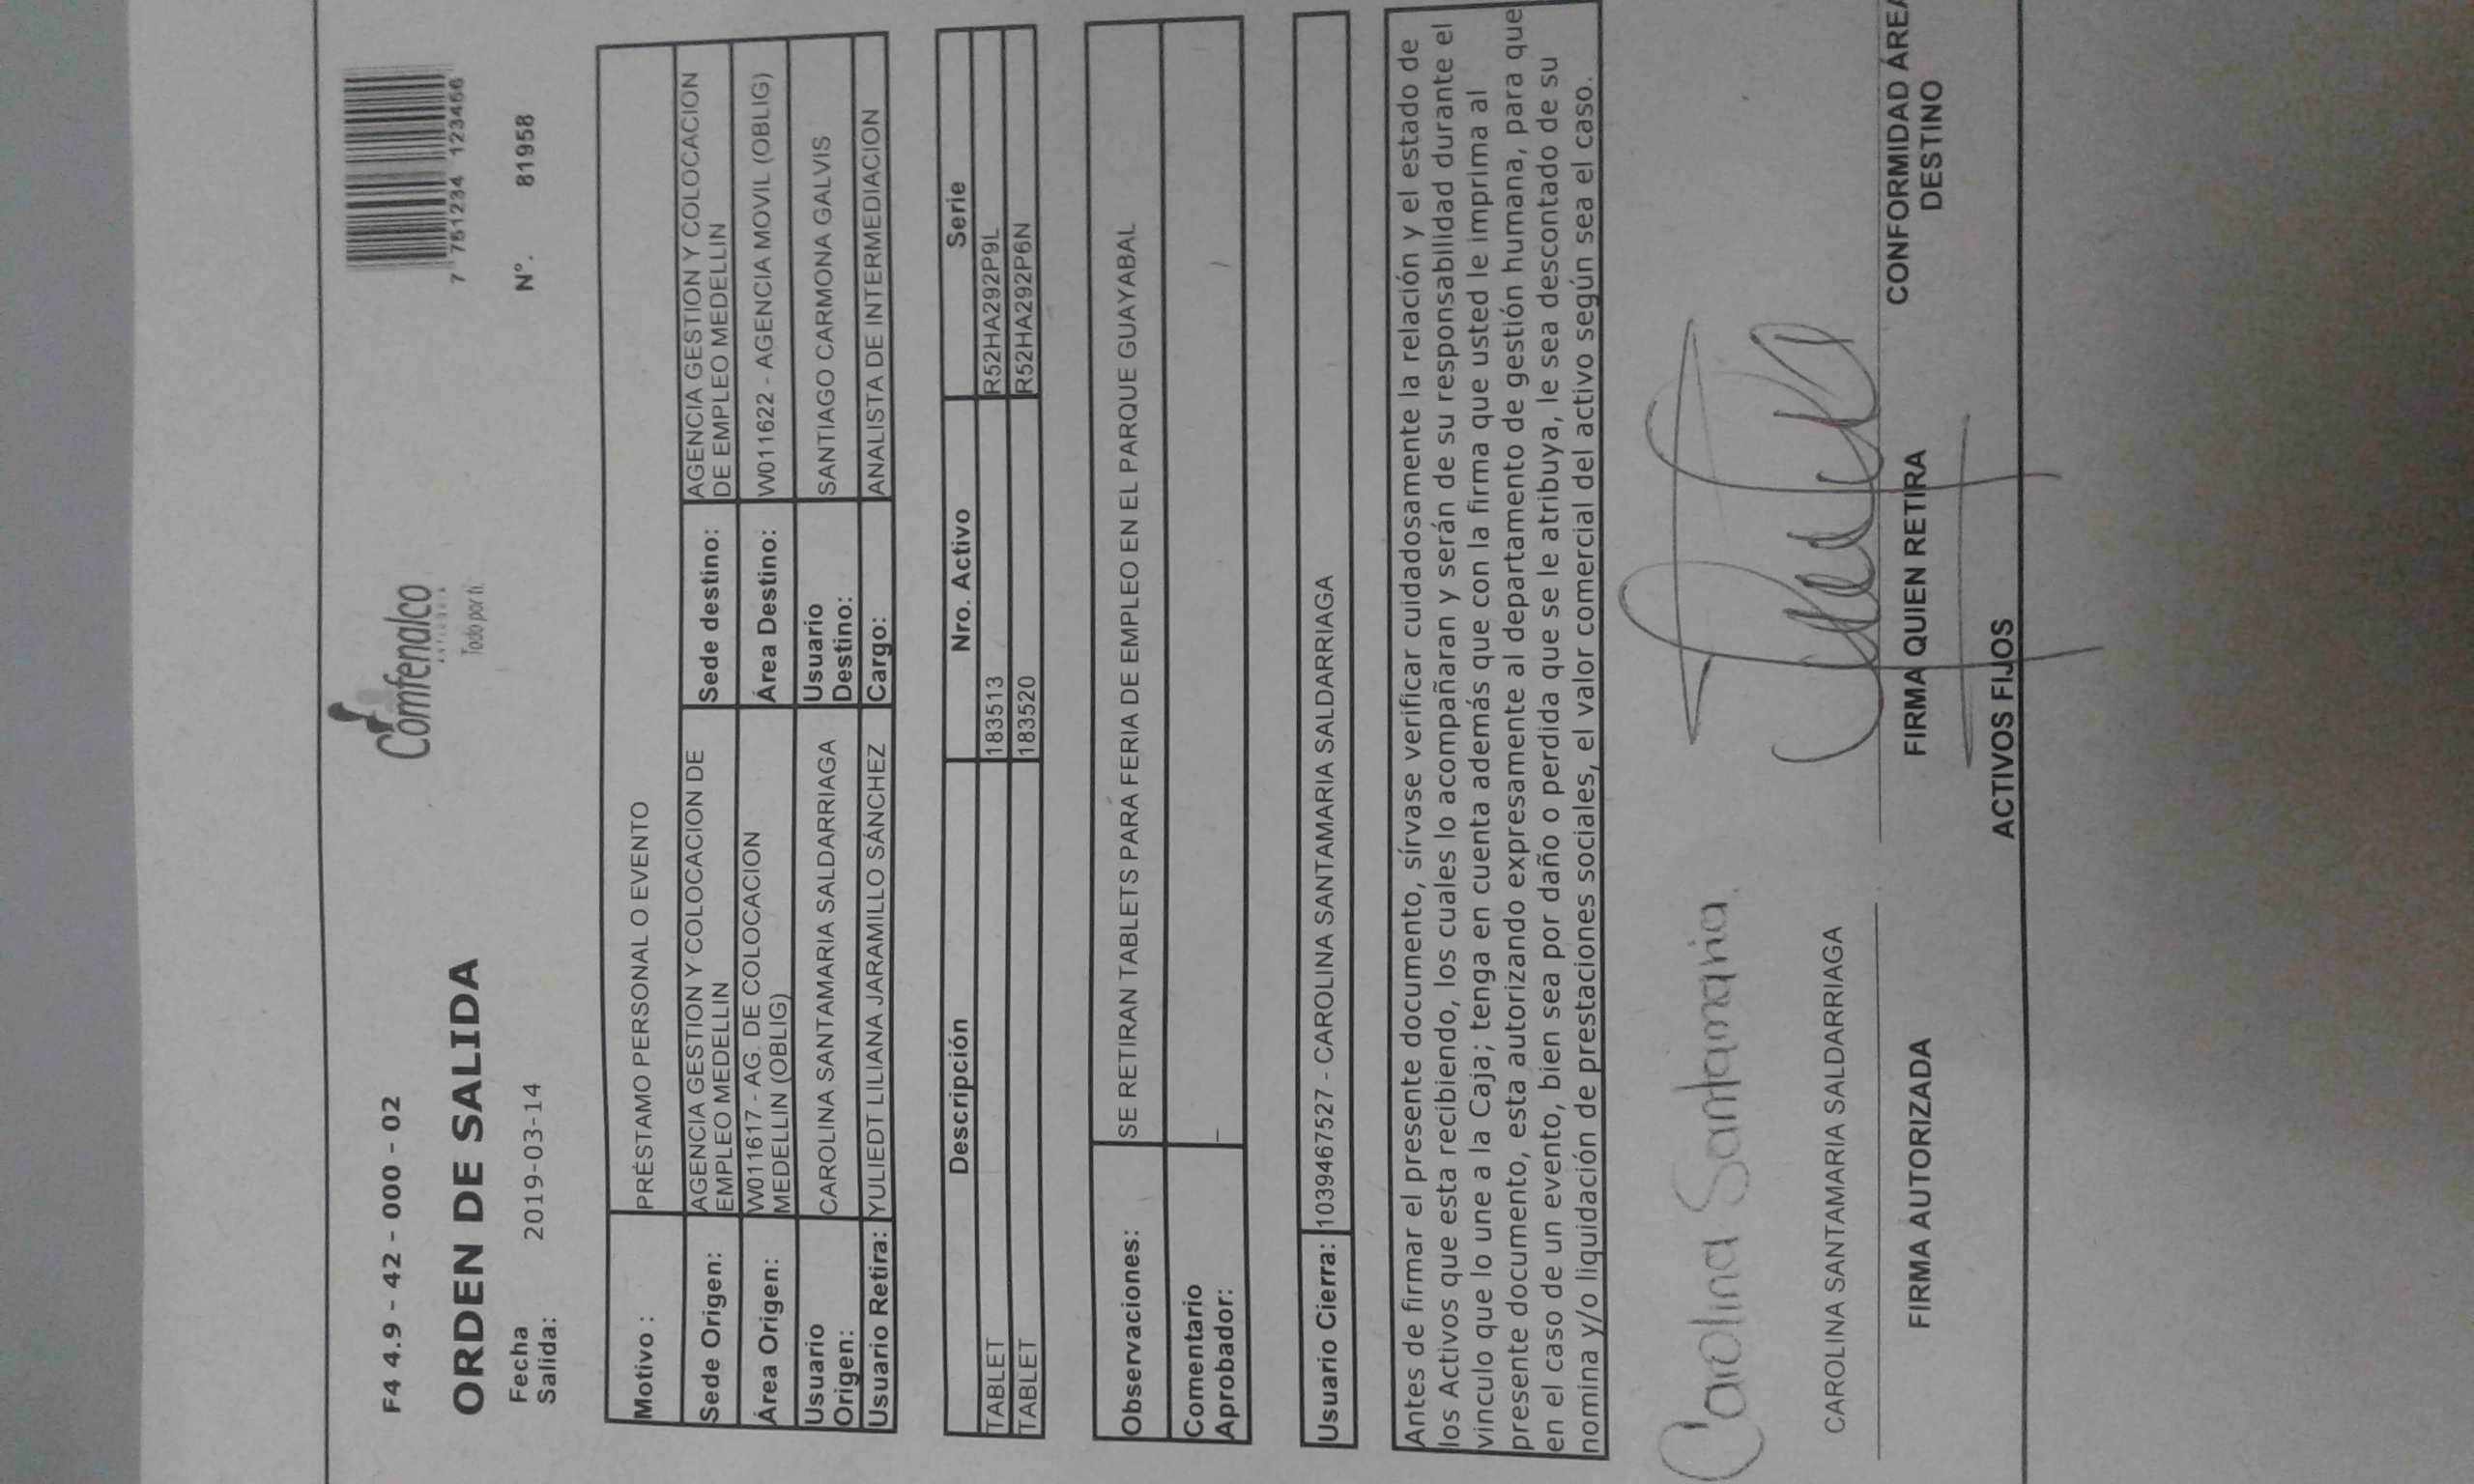 F4 4.9 - 42 - 000 - 02
Comfenalco
ANTIOQUIA
Todo por ti.
7 751234 123456
ORDEN DE SALIDA
Fecha Salida: 2019-03-14
N°. 81958
Motivo : PRÉSTAMO PERSONAL O EVENTO
Sede Origen: AGENCIA GESTION Y COLOCACION DE EMPLEO MEDELLIN Sede destino: AGENCIA GESTION Y COLOCACION DE EMPLEO MEDELLIN
Área Origen: W011617 - AG. DE COLOCACION MEDELLIN (OBLIG) Área Destino: W011622 - AGENCIA MOVIL (OBLIG)
Usuario Origen: CAROLINA SANTAMARIA SALDARRIAGA Usuario Destino: SANTIAGO CARMONA GALVIS
Usuario Retira: YULIEDT LILIANA JARAMILLO SÁNCHEZ Cargo: ANALISTA DE INTERMEDIACION
Descripción Nro. Activo Serie
TABLET 183513 R52HA292P9L
TABLET 183520 R52HA292P6N
Observaciones: SE RETIRAN TABLETS PARA FERIA DE EMPLEO EN EL PARQUE GUAYABAL
Comentario Aprobador: –
Usuario Cierra: 1039467527 - CAROLINA SANTAMARIA SALDARRIAGA
Antes de firmar el presente documento, sírvase verificar cuidadosamente la relación y el estado de
los Activos que esta recibiendo, los cuales lo acompañaran y serán de su responsabilidad durante el
vinculo que lo une a la Caja; tenga en cuenta además que con la firma que usted le imprima al
presente documento, esta autorizando expresamente al departamento de gestión humana, para que
en el caso de un evento, bien sea por daño o perdida que se le atribuya, le sea descontado de su
nomina y/o liquidación de prestaciones sociales, el valor comercial del activo según sea el caso.
Carolina Santamaria.
CAROLINA SANTAMARIA SALDARRIAGA
FIRMA AUTORIZADA
FIRMA QUIEN RETIRA
CONFORMIDAD ÁREA
DESTINO
ACTIVOS FIJOS